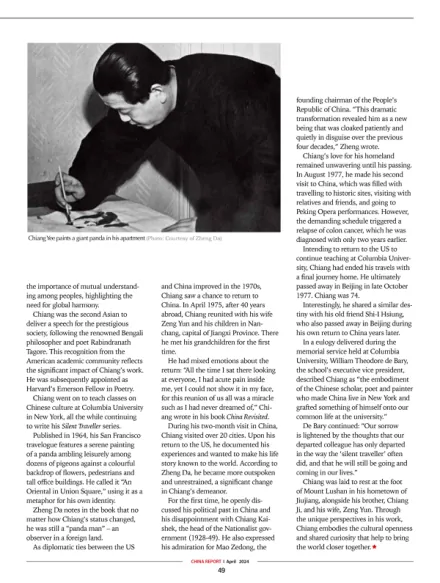 Chiang Yee paints a giant panda in his apartment (Photo: Courtesy of Zheng Da)
the importance of mutual understand-
ing among peoples, highlighting the
need for global harmony.
Chiang was the second Asian to
deliver a speech for the prestigious
society, following the renowned Bengali
philosopher and poet Rabindranath
Tagore. This recognition from the
American academic community reflects
the significant impact of Chiang's work.
He was subsequently appointed as
Harvard's Emerson Fellow in Poetry.
Chiang went on to teach classes on
Chinese culture at Columbia University
in New York, all the while continuing
to write his Silent Traveller series.
Published in 1964, his San Francisco
travelogue features a serene painting
of a panda ambling leisurely among
dozens of pigeons against a colourful
backdrop of flowers, pedestrians and
tall office buildings. He called it "An
Oriental in Union Square," using it as a
metaphor for his own identity.
Zheng Da notes in the book that no
matter how Chiang's status changed,
he was still a "panda man" – an
observer in a foreign land.
As diplomatic ties between the US
and China improved in the 1970s,
Chiang saw a chance to return to
China. In April 1975, after 40 years
abroad, Chiang reunited with his wife
Zeng Yun and his children in Nan-
chang, capital of Jiangxi Province. There
he met his grandchildren for the first
time.
He had mixed emotions about the
return: "All the time I sat there looking
at everyone, I had acute pain inside
me, yet I could not show it in my face,
for this reunion of us all was a miracle
such as I had never dreamed of," Chi-
ang wrote in his book China Revisited.
During his two-month visit in China,
Chiang visited over 20 cities. Upon his
return to the US, he documented his
experiences and wanted to make his life
story known to the world. According to
Zheng Da, he became more outspoken
and unrestrained, a significant change
in Chiang's demeanor.
For the first time, he openly dis-
cussed his political past in China and
his disappointment with Chiang Kai-
shek, the head of the Nationalist gov-
ernment (1928-49). He also expressed
his admiration for Mao Zedong, the
founding chairman of the People's
Republic of China. "This dramatic
transformation revealed him as a new
being that was cloaked patiently and
quietly in disguise over the previous
four decades," Zheng wrote.
Chiang's love for his homeland
remained unwavering until his passing.
In August 1977, he made his second
visit to China, which was filled with
travelling to historic sites, visiting with
relatives and friends, and going to
Peking Opera performances. However,
the demanding schedule triggered a
relapse of colon cancer, which he was
diagnosed with only two years earlier.
Intending to return to the US to
continue teaching at Columbia Univer-
sity, Chiang had ended his travels with
a final journey home. He ultimately
passed away in Beijing in late October
1977. Chiang was 74.
Interestingly, he shared a similar des-
tiny with his old friend Shi-I Hsiung,
who also passed away in Beijing during
his own return to China years later.
In a eulogy delivered during the
memorial service held at Columbia
University, William Theodore de Bary,
the school's executive vice president,
described Chiang as "the embodiment
of the Chinese scholar, poet and painter
who made China live in New York and
grafted something of himself onto our
common life at the university."
De Bary continued: "Our sorrow
is lightened by the thoughts that our
departed colleague has only departed
in the way the 'silent traveller' often
did, and that he will still be going and
coming in our lives."
Chiang was laid to rest at the foot
of Mount Lushan in his hometown of
Jiujiang, alongside his brother, Chiang
Ji, and his wife, Zeng Yun. Through
the unique perspectives in his work,
Chiang embodies the cultural openness
and shared curiosity that help to bring
the world closer together.★
CHINA REPORT | April 2024
49